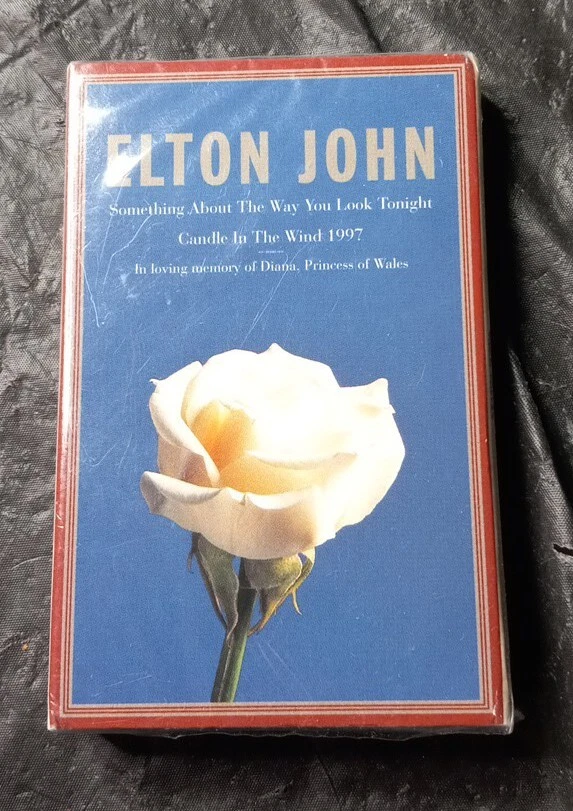 ELTON JOHN
Something About The Way You Look Tonight
Candle In The Wind 1997
In loving memory of Diana, Princess of Wales